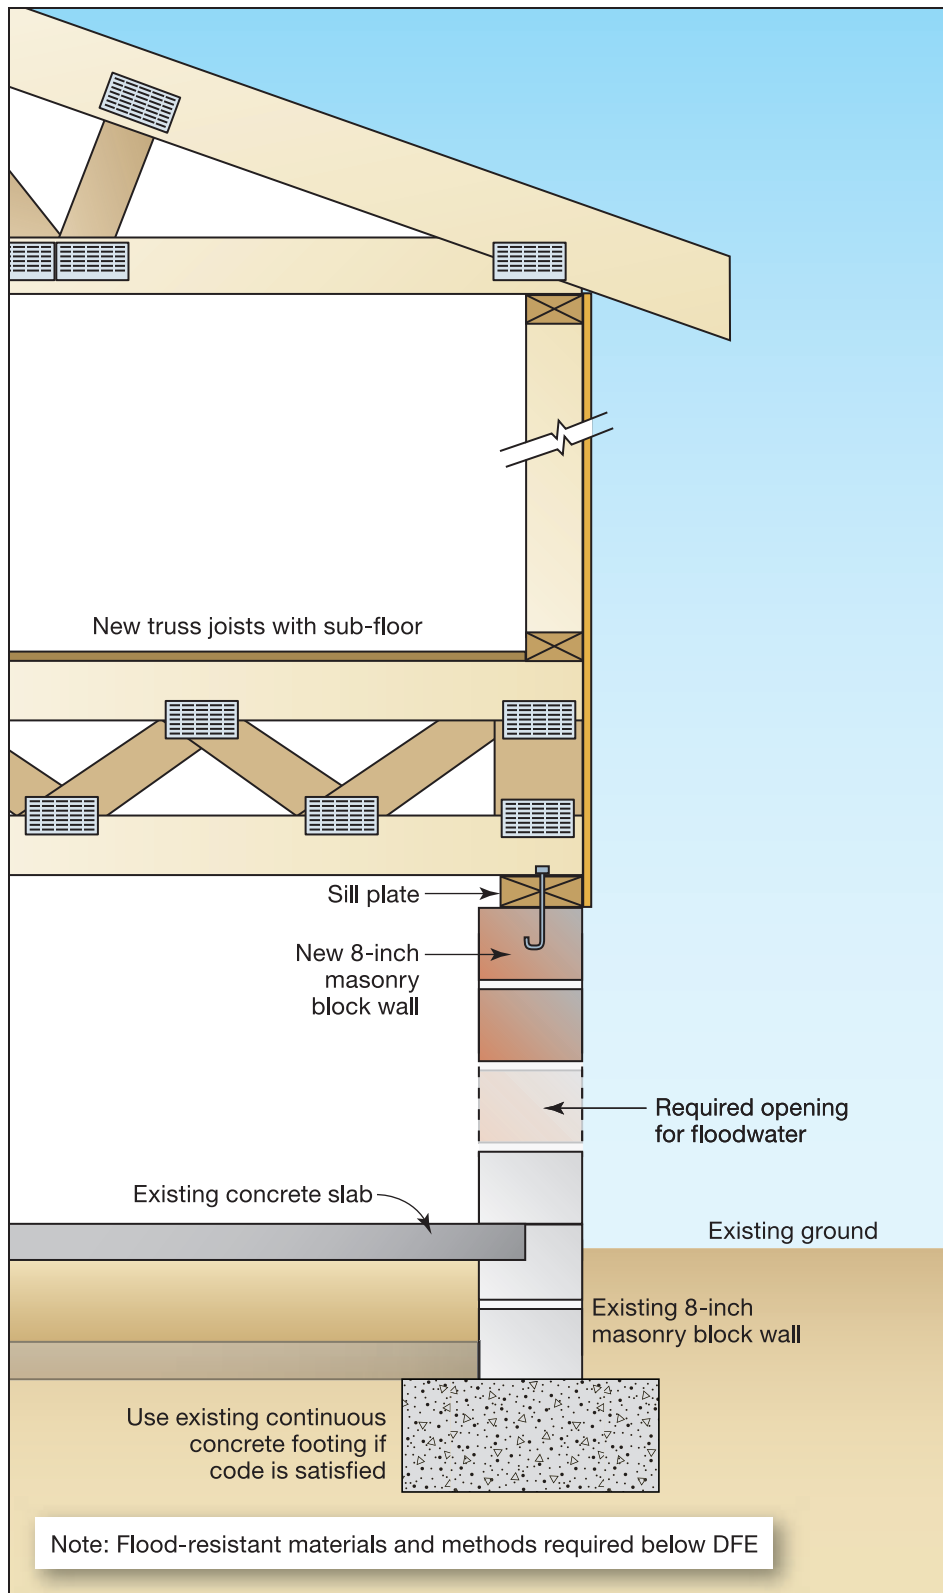 New truss joists with sub-floor
Sill plate
New 8-inch
masonry
block wall
Required opening
for floodwater
Existing concrete slab
Existing ground
Existing 8-inch
masonry block wall
Use existing continuous
concrete footing if
code is satisfied
Note: Flood-resistant materials and methods required below DFE